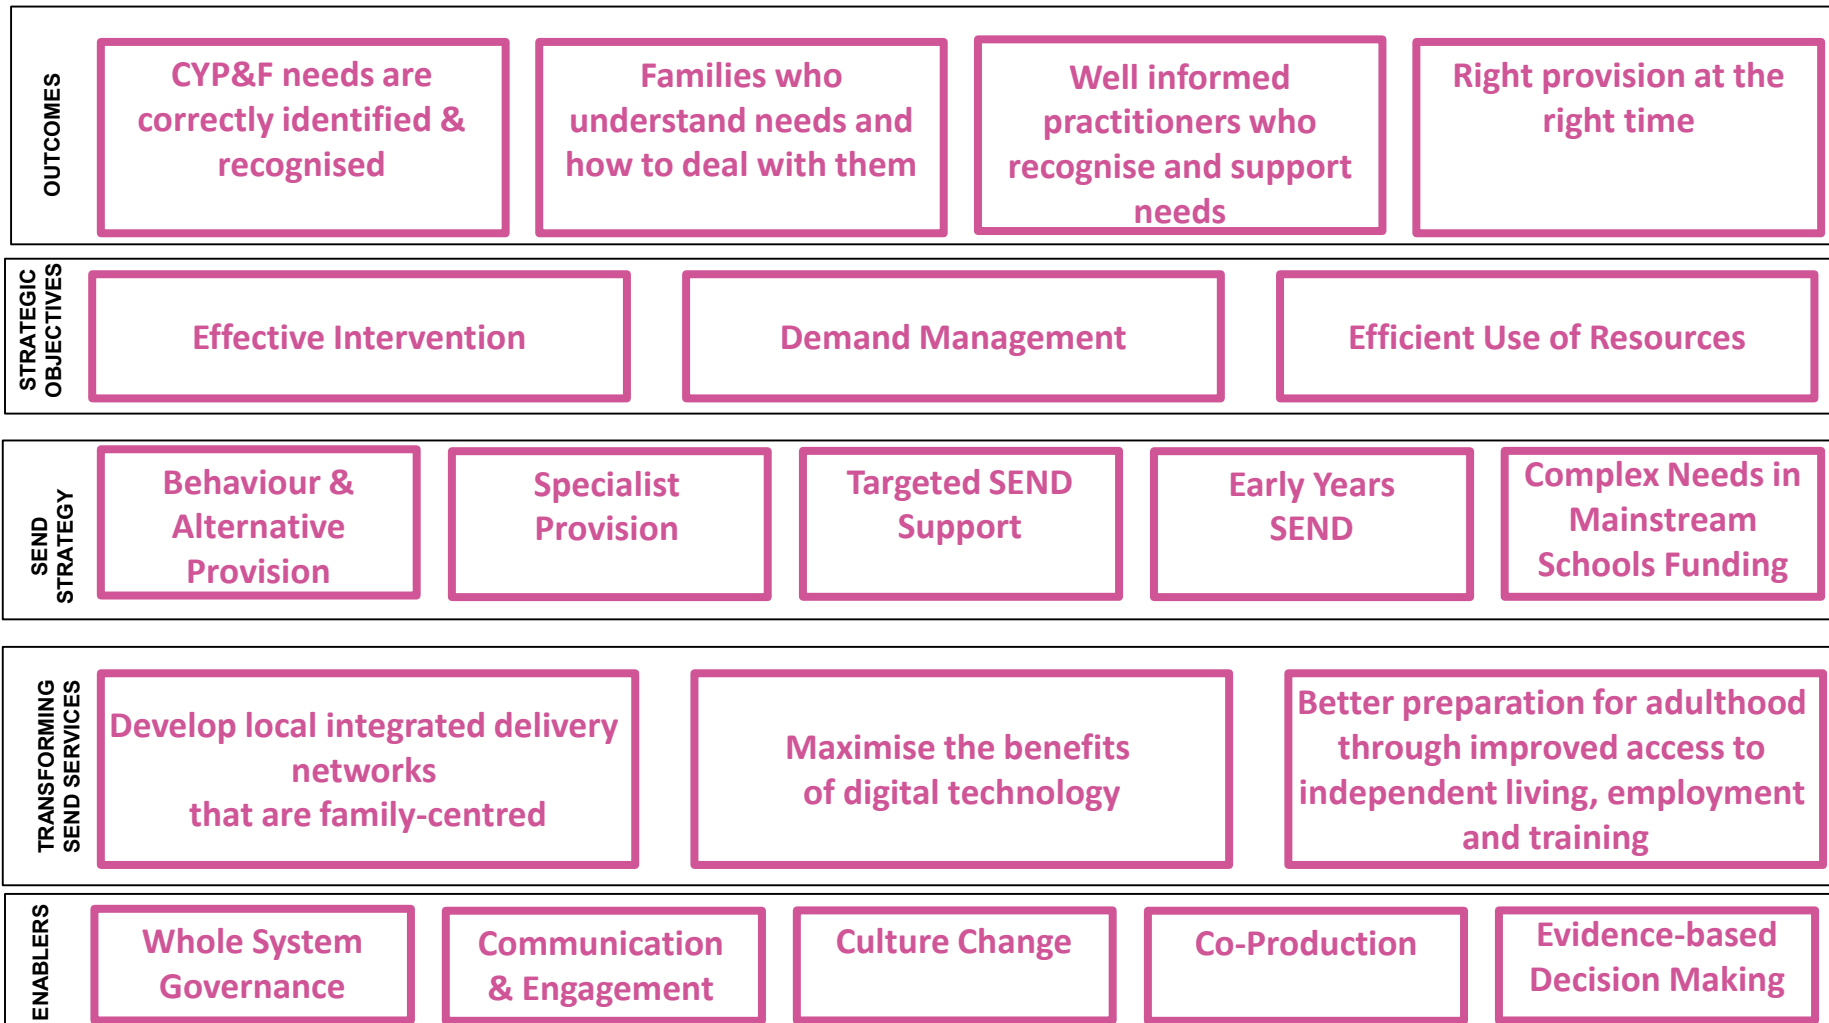 OUTCOMES
CYP&F needs are
correctly identified &
recognised
Families who
understand needs and
how to deal with them
Well informed
practitioners who
recognise and support
needs
Right provision at the
right time
STRATEGIC
OBJECTIVES
Effective Intervention
Demand Management
Efficient Use of Resources
SEND
STRATEGY
Behaviour &
Alternative
Provision
Specialist
Provision
Targeted SEND
Support
Early Years
SEND
Complex Needs in
Mainstream
Schools Funding
TRANSFORMING
SEND SERVICES
Develop local integrated delivery
networks
that are family-centred
Maximise the benefits
of digital technology
Better preparation for adulthood
through improved access to
independent living, employment
and training
ENABLERS
Whole System
Governance
Communication
& Engagement
Culture Change
Co-Production
Evidence-based
Decision Making